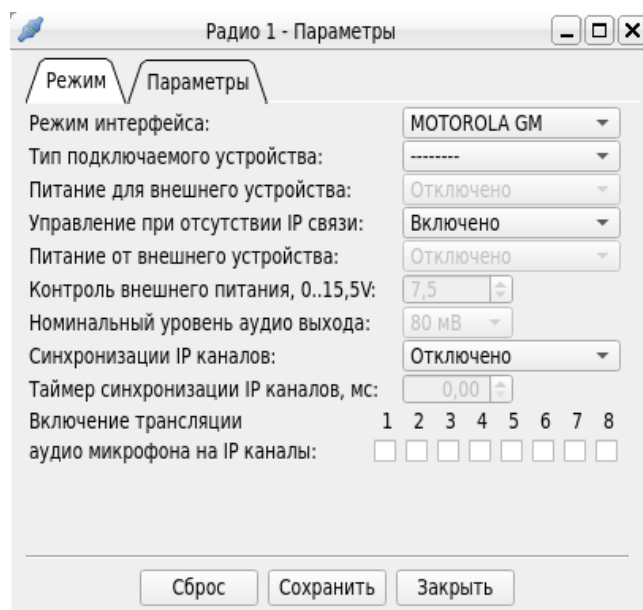 Радио 1 - Параметры
Режим Параметры
Режим интерфейса: MOTOROLA GM
Тип подключаемого устройства: --------
Питание для внешнего устройства: Отключено
Управление при отсутствии IP связи: Включено
Питание от внешнего устройства: Отключено
Контроль внешнего питания, 0..15,5V: 7,5
Номинальный уровень аудио выхода: 80 мВ
Синхронизации IP каналов: Отключено
Таймер синхронизации IP каналов, мс: 0,00
Включение трансляции 1 2 3 4 5 6 7 8
аудио микрофона на IP каналы:
Сброс Сохранить Закрыть